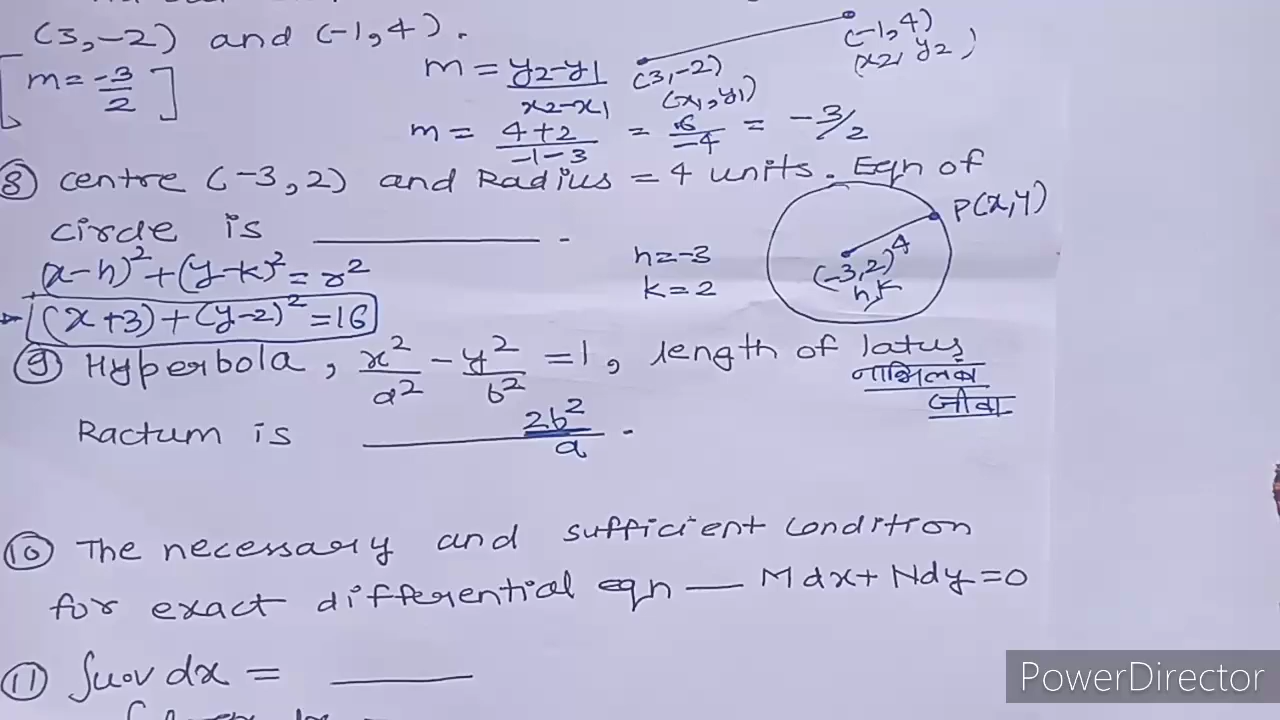 (3,-2) and (-1,4).
[m = -3/2]
m = y2-y1/x2-x1
(3,-2)
(x1,y1)
(-1,4)
(x2,y2)
m = 4+2/-1-3 = 6/-4 = -3/2
(8) centre (-3,2) and Radius = 4 units. Eqn of
circle is ________.
(x-h)²+(y-k)²=r²
(x+3)+(y-2)²=16
h=-3
k=2
P(x,y)
4
(-3,2)
h,k
(9) Hyperbola, x²/a² - y²/b² =1, length of latus
नाभिलंब
जीवा
Ractum is ________ 2b²/a.
(10) The necessary and sufficient condition
for exact differential eqn — Mdx+Ndy=0
(11) ∫u.v dx = ________
PowerDirector